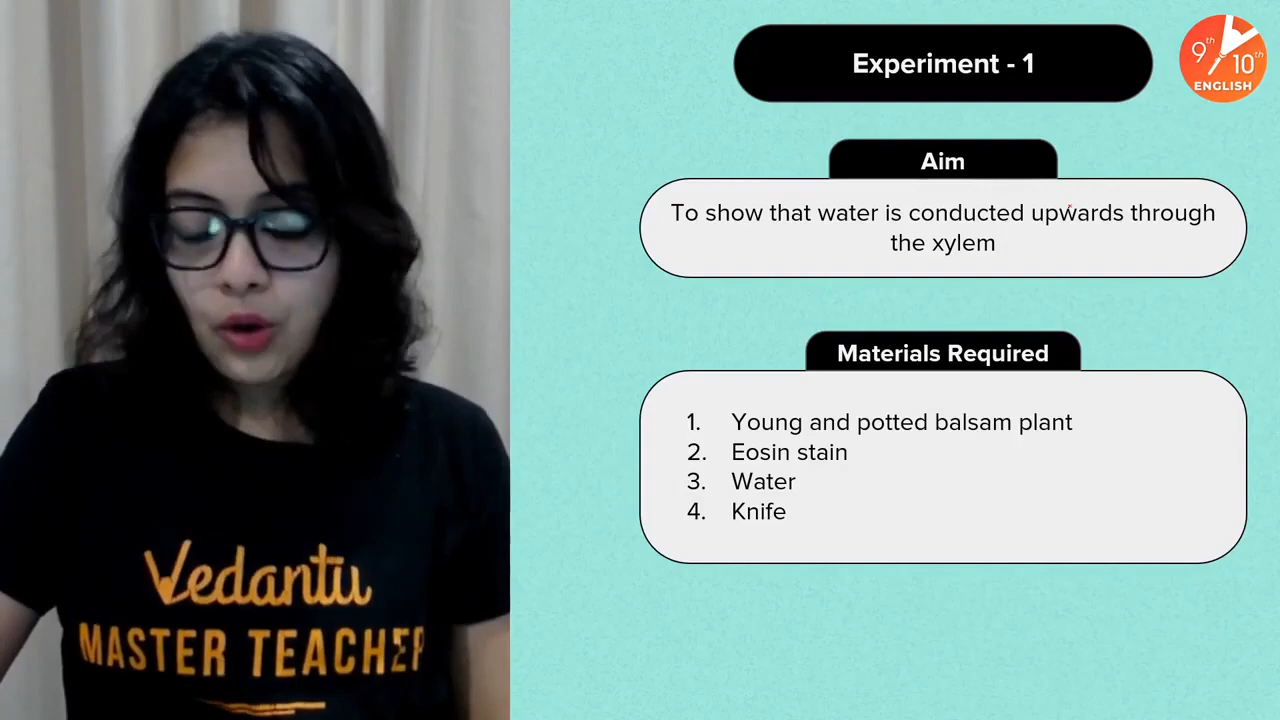 Experiment - 1
9th
10th
ENGLISH
Aim
To show that water is conducted upwards through
the xylem
Materials Required
1. Young and potted balsam plant
2. Eosin stain
3. Water
4. Knife
Vedantu
MASTER TEACHER